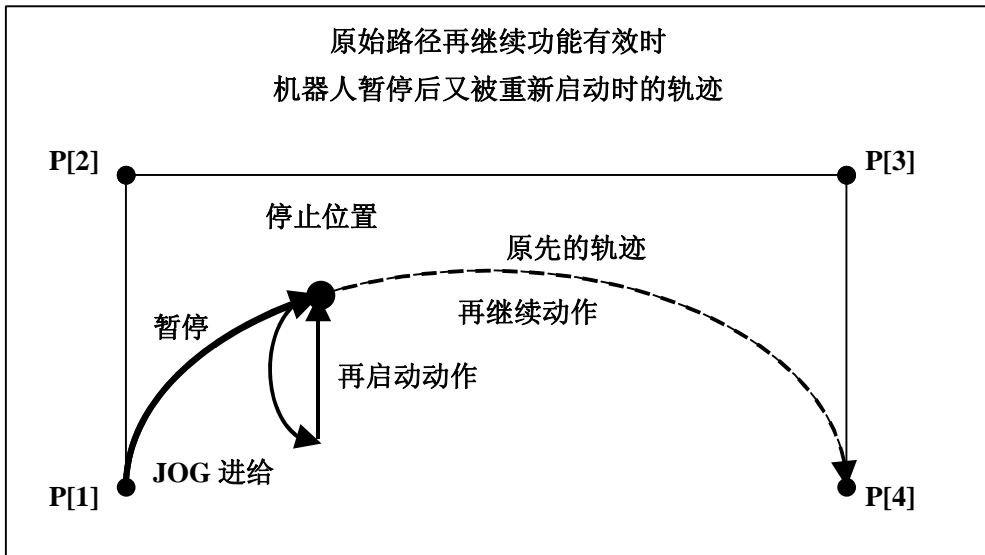 原始路径再继续功能有效时
机器人暂停后又被重新启动时的轨迹
P[2]
P[3]
停止位置
原先的轨迹
暂停
再继续动作
再启动动作
JOG 进给
P[1]
P[4]